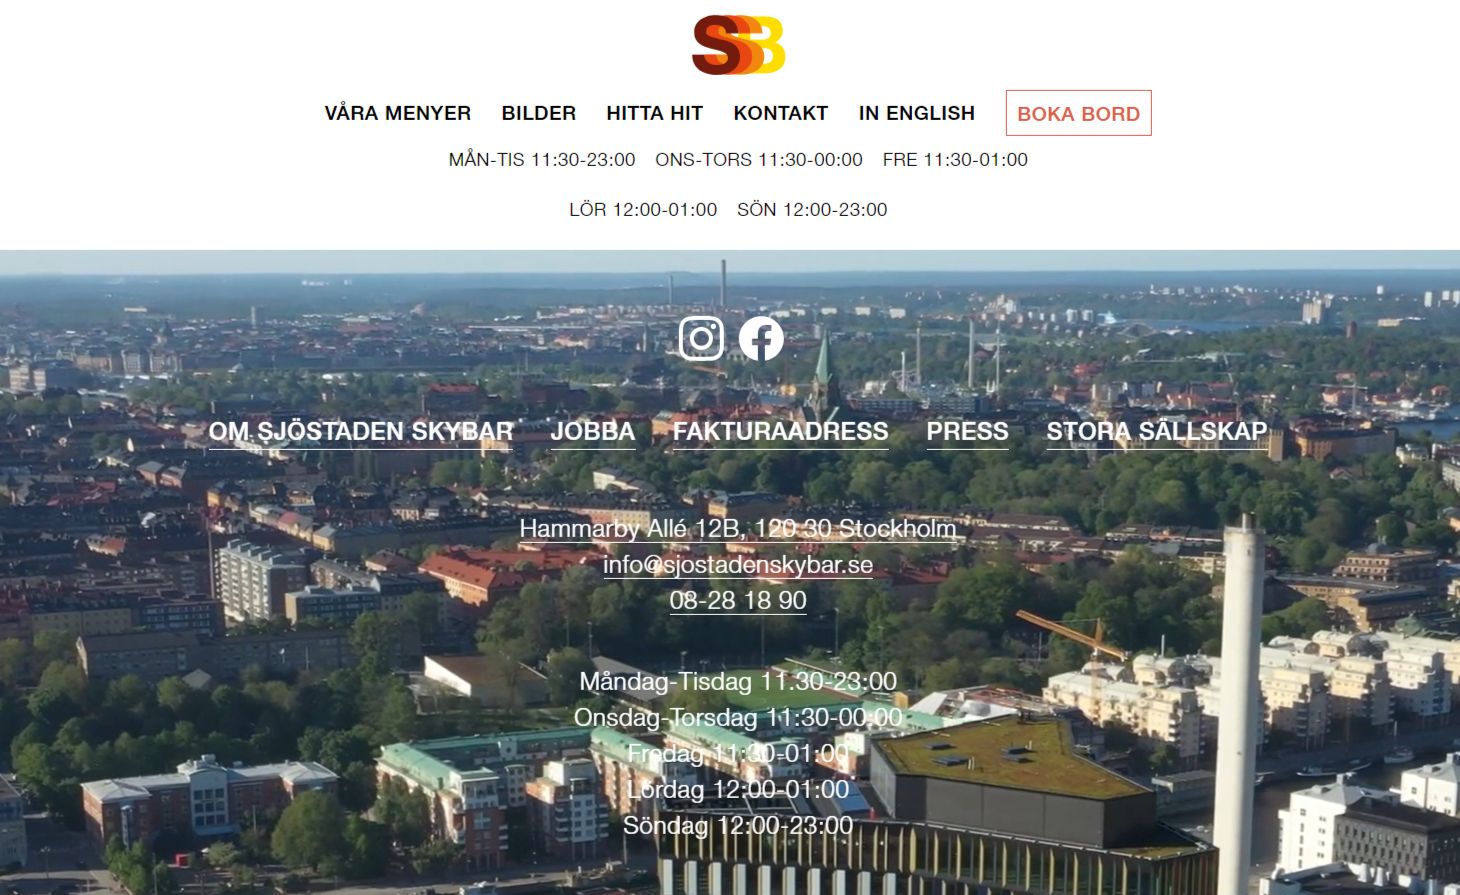 SB
VÅRA MENYER BILDER HITTA HIT KONTAKT IN ENGLISH BOKA BORD
MÅN-TIS 11:30-23:00 ONS-TORS 11:30-00:00 FRE 11:30-01:00
LÖR 12:00-01:00 SÖN 12:00-23:00
OM SJÖSTADEN SKYBAR JOBBA FAKTURAADRESS PRESS STORA SÄLLSKAP
Hammarby Allé 12B, 120 30 Stockholm
info@sjostadenskybar.se
08-28 18 90
Måndag-Tisdag 11.30-23:00
Onsdag-Torsdag 11:30-00:00
Fredag 11:30-01:00
Lördag 12:00-01:00
Söndag 12:00-23:00